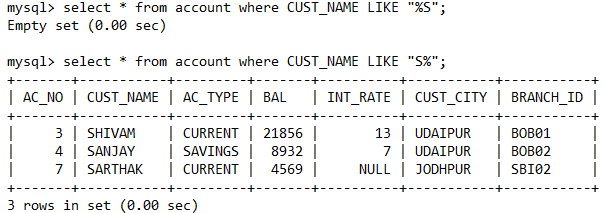 mysql> select * from account where CUST_NAME LIKE "%S";
Empty set (0.00 sec)
mysql> select * from account where CUST_NAME LIKE "S%";
+-------+-----------+---------+-------+----------+-----------+-----------+
| AC_NO | CUST_NAME | AC_TYPE | BAL   | INT_RATE | CUST_CITY | BRANCH_ID |
+-------+-----------+---------+-------+----------+-----------+-----------+
|     3 | SHIVAM    | CURRENT | 21856 |       13 | UDAIPUR   | BOB01     |
|     4 | SANJAY    | SAVINGS |  8932 |        7 | UDAIPUR   | BOB02     |
|     7 | SARTHAK   | CURRENT |  4569 |     NULL | JODHPUR   | SBI02     |
+-------+-----------+---------+-------+----------+-----------+-----------+
3 rows in set (0.00 sec)